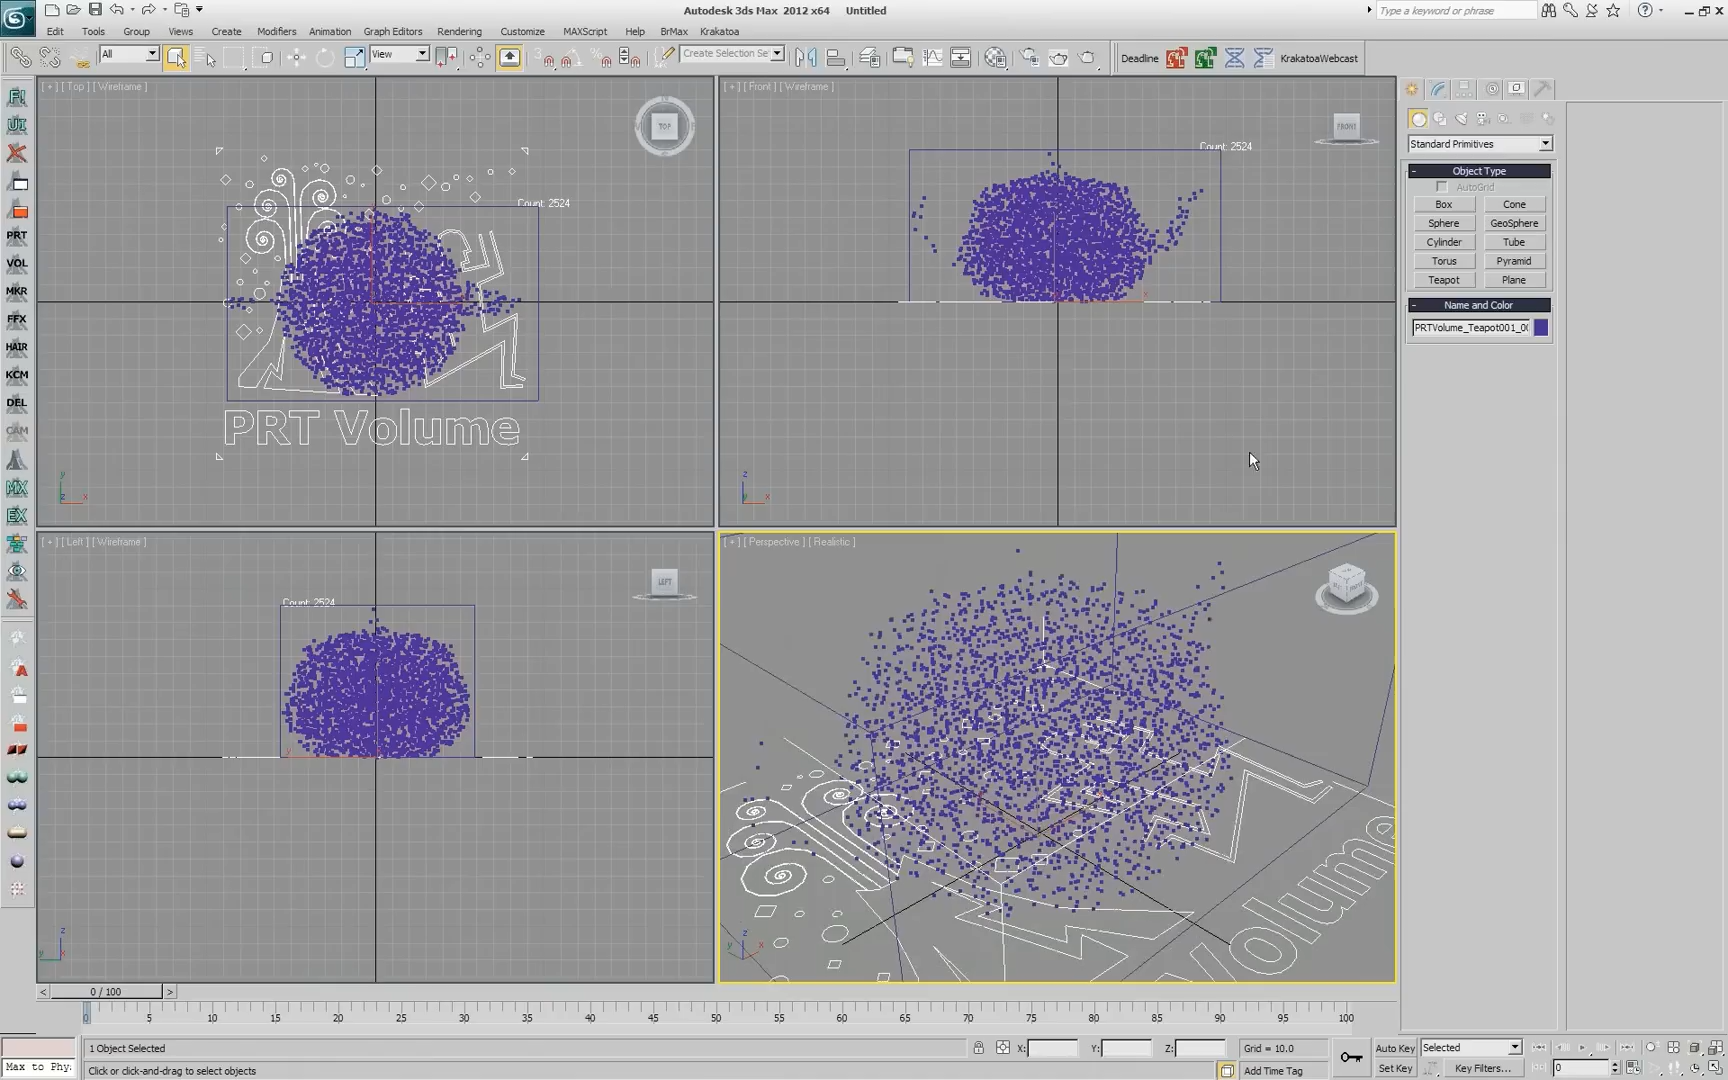 Autodesk 3ds Max 2012 x64 Untitled
Type a keyword or phrase
Edit Tools Group Views Create Modifiers Animation Graph Editors Rendering Customize MAXScript Help BrMax Krakatoa
All View Create Selection Se Deadline KrakatoaWebcast
[ + ] [ Top ] [ Wireframe ]
TOP
Count: 2524
PRT Volume
y
z x
[ + ] [ Front ] [ Wireframe ]
FRONT
Count: 2524
z
y x
[ + ] [ Left ] [ Wireframe ]
LEFT
Count: 2524
z
y x
[ + ] [ Perspective ] [ Realistic ]
Volume
z
y x
F!
UI
PRT
VOL
MKR
FFX
HAIR
KCM
DEL
CAM
MX
EX
Standard Primitives
- Object Type
AutoGrid
Box Cone
Sphere GeoSphere
Cylinder Tube
Torus Pyramid
Teapot Plane
- Name and Color
PRTVolume_Teapot001_00
< 0 / 100 >
0 5 10 15 20 25 30 35 40 45 50 55 60 65 70 75 80 85 90 95 100
1 Object Selected X: Y: Z: Grid = 10.0 Auto Key Selected
Max to Phy: Click or click-and-drag to select objects Add Time Tag Set Key Key Filters... 0